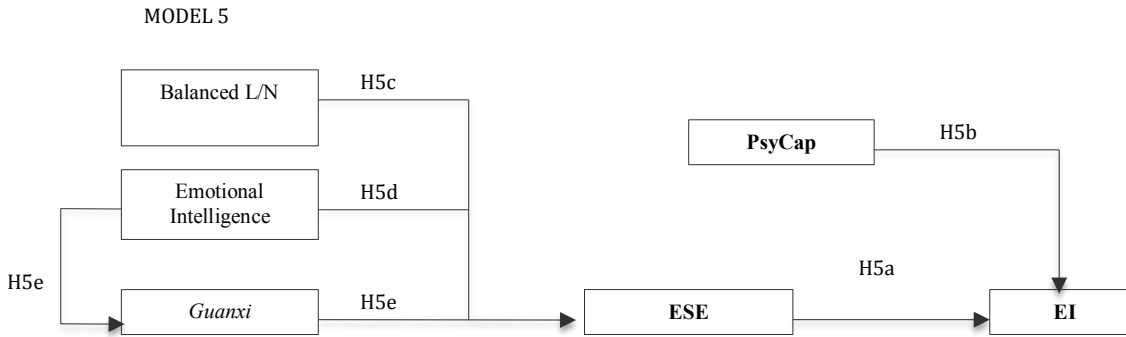 MODEL 5
Balanced L/N
H5c
PsyCap
H5b
Emotional
Intelligence
H5d
H5e
Guanxi
H5e
ESE
H5a
EI